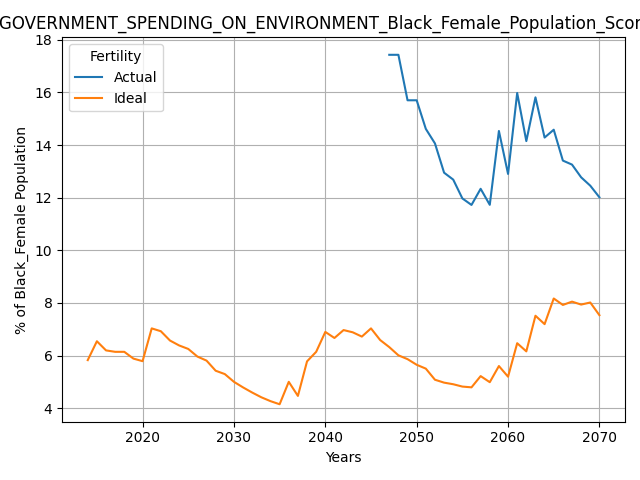 GOVERNMENT_SPENDING_ON_ENVIRONMENT_Black_Female_Population_Scor
18
16
14
12
10
8
6
4
% of Black_Female Population
Fertility
Actual
Ideal
2020 2030 2040 2050 2060 2070
Years